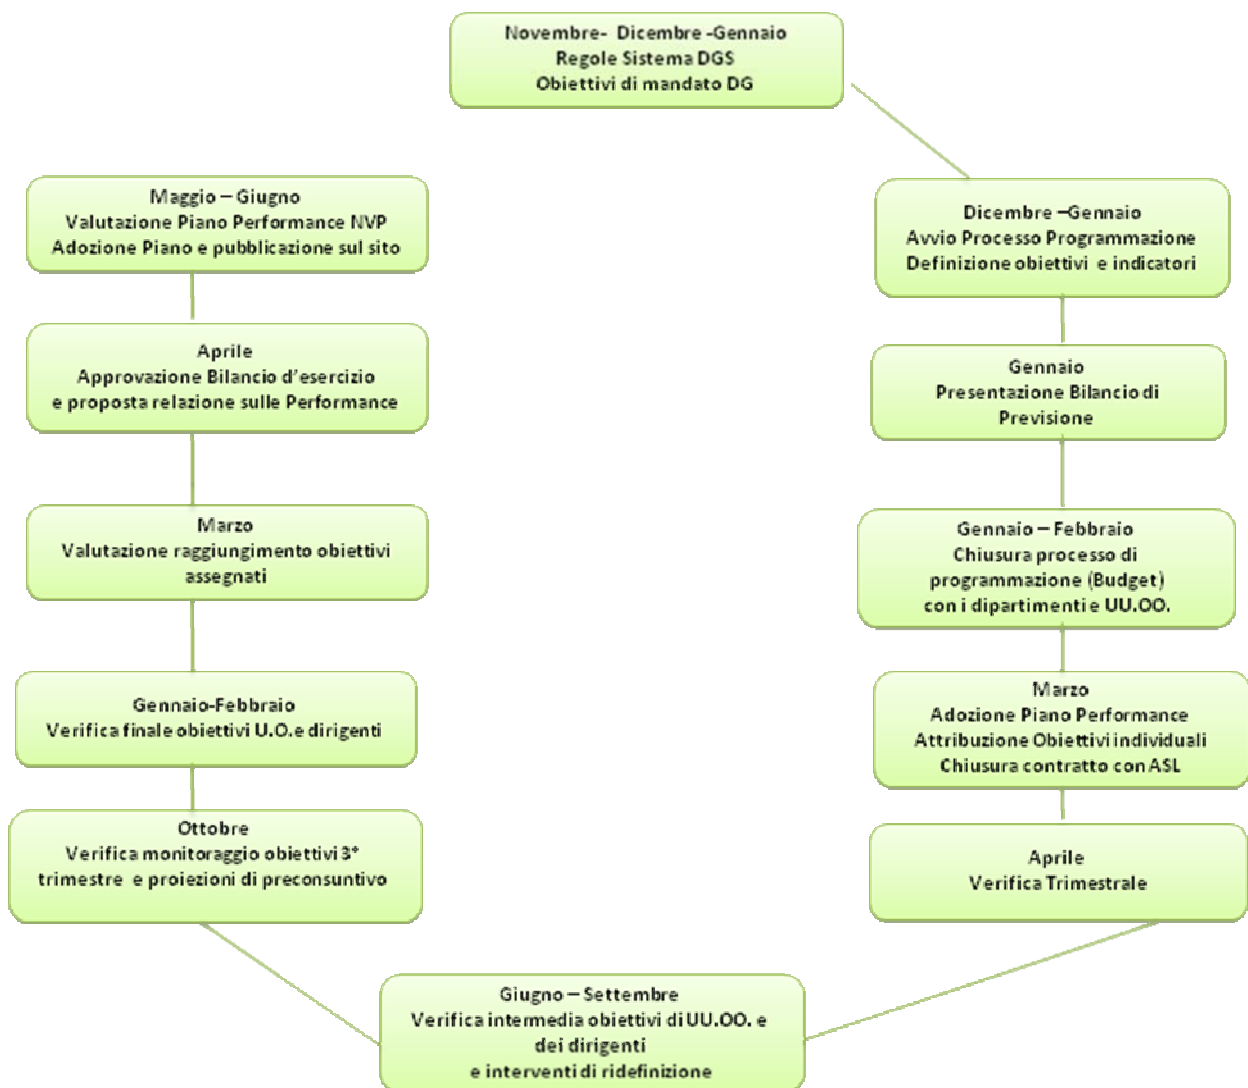 Novembre- Dicembre -Gennaio
Regole Sistema DGS
Obiettivi di mandato DG
Maggio – Giugno
Valutazione Piano Performance NVP
Adozione Piano e pubblicazione sul sito
Aprile
Approvazione Bilancio d'esercizio
e proposta relazione sulle Performance
Marzo
Valutazione raggiungimento obiettivi
assegnati
Gennaio-Febbraio
Verifica finale obiettivi U.O.e dirigenti
Ottobre
Verifica monitoraggio obiettivi 3°
trimestre e proiezioni di preconsuntivo
Dicembre –Gennaio
Avvio Processo Programmazione
Definizione obiettivi e indicatori
Gennaio
Presentazione Bilancio di
Previsione
Gennaio – Febbraio
Chiusura processo di
programmazione (Budget)
con i dipartimenti e UU.OO.
Marzo
Adozione Piano Performance
Attribuzione Obiettivi individuali
Chiusura contratto con ASL
Aprile
Verifica Trimestrale
Giugno – Settembre
Verifica intermedia obiettivi di UU.OO. e
dei dirigenti
e interventi di ridefinizione